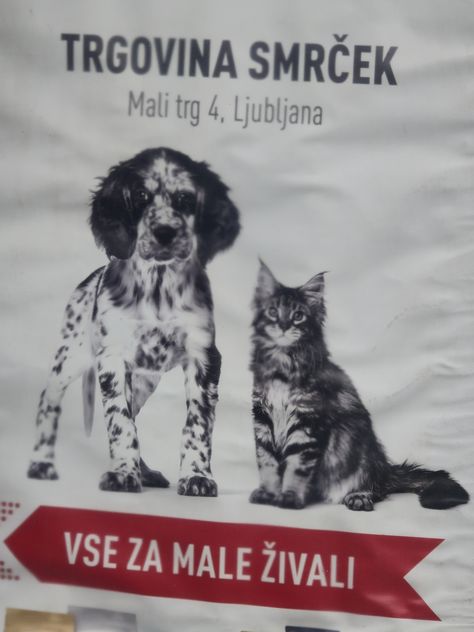 TRGOVINA SMRČEK
Mali trg 4, Ljubljana
VSE ZA MALE ŽIVALI